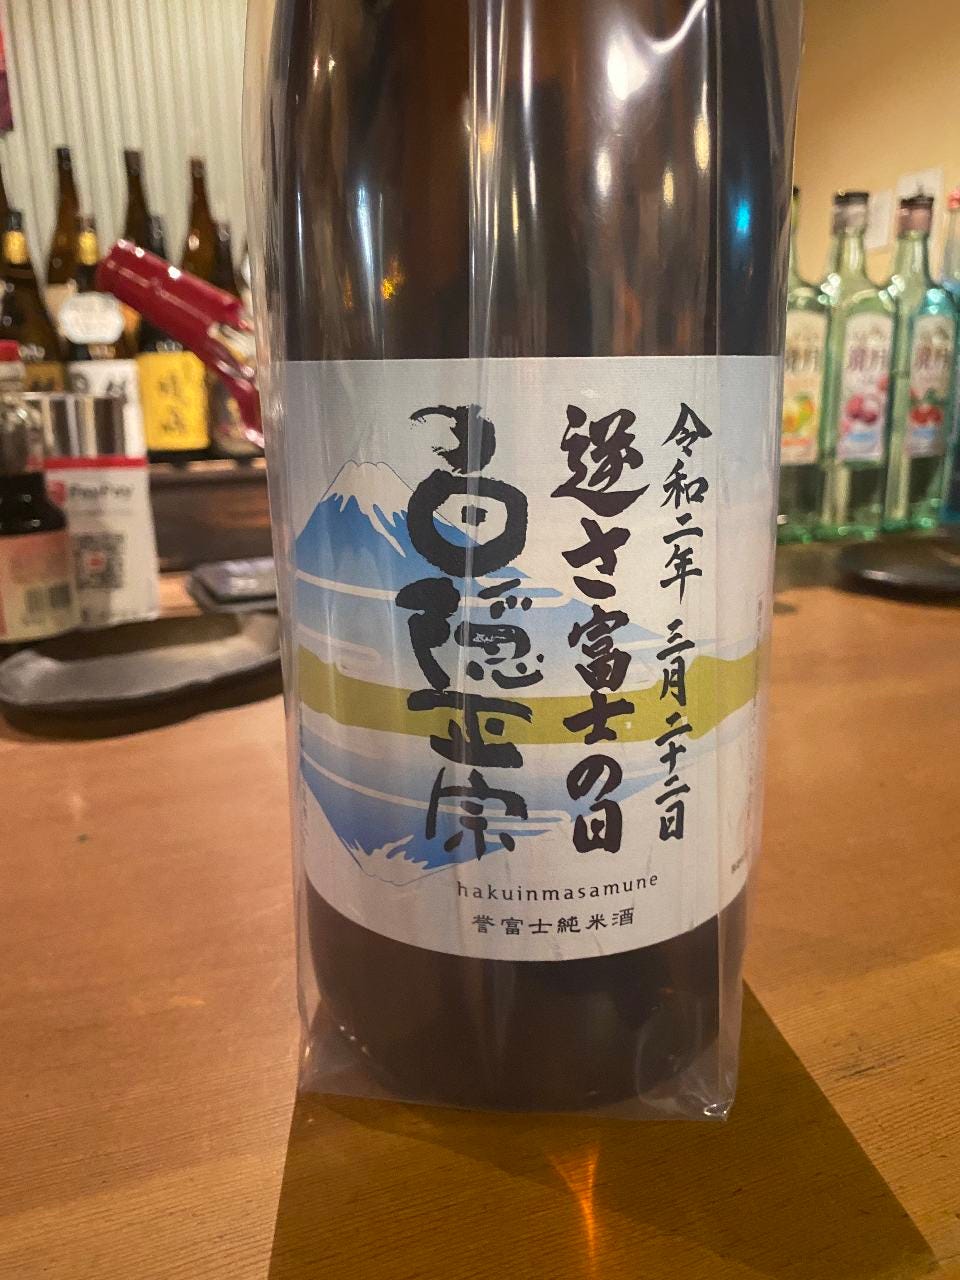 令和二年 三月二十二日
逆さ富士の日
白隠正宗
hakuinmasamune
誉富士純米酒
PayPay